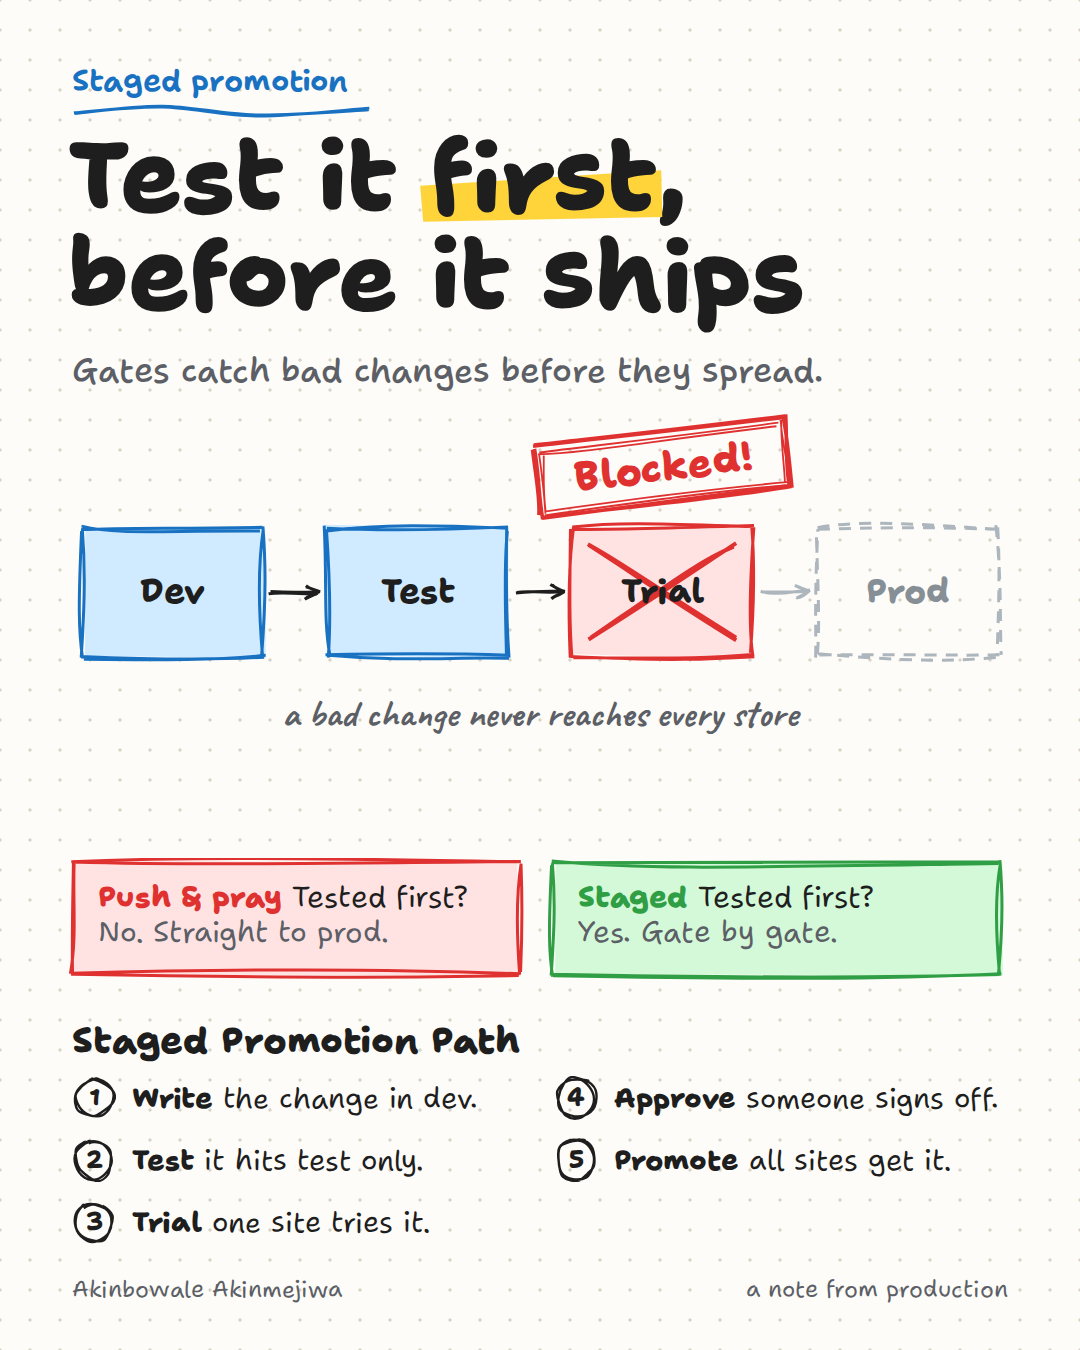 Staged promotion
Test it first,
before it ships
Gates catch bad changes before they spread.
Blocked!
Dev
Test
Trial
Prod
a bad change never reaches every store
Push & pray Tested first?
No. Straight to prod.
Staged Tested first?
Yes. Gate by gate.
Staged Promotion Path
1 Write the change in dev.
2 Test it hits test only.
3 Trial one site tries it.
4 Approve someone signs off.
5 Promote all sites get it.
Akinbowale Akinmejiwa
a note from production